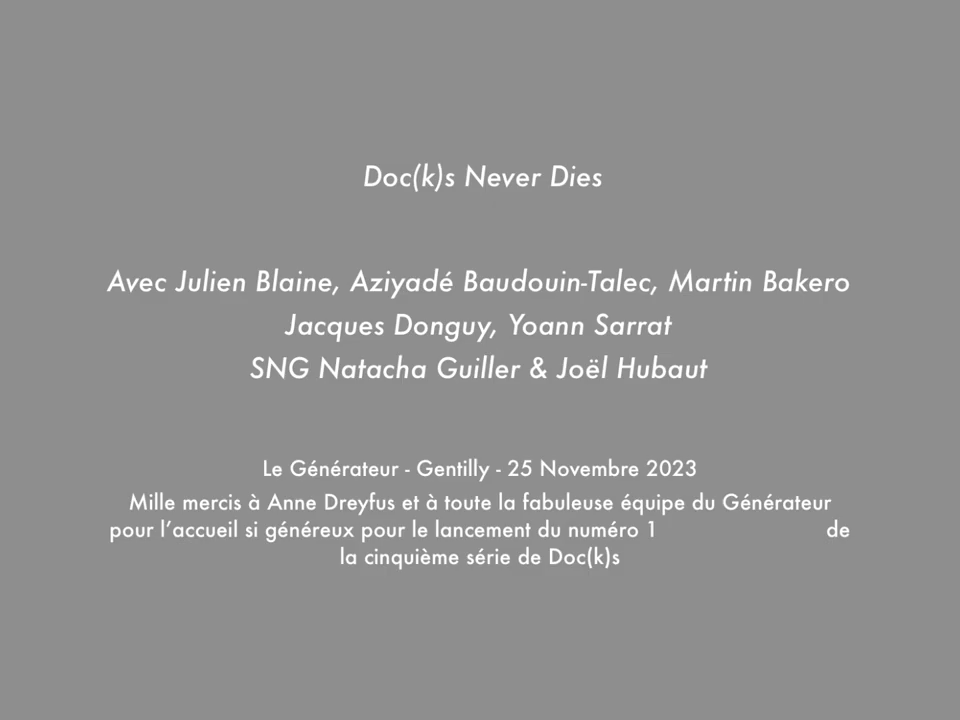 Doc(k)s Never Dies
Avec Julien Blaine, Aziyadé Baudouin-Talec, Martin Bakero
Jacques Donguy, Yoann Sarrat
SNG Natacha Guiller & Joël Hubaut
Le Générateur - Gentilly - 25 Novembre 2023
Mille mercis à Anne Dreyfus et à toute la fabuleuse équipe du Générateur
pour l’accueil si généreux pour le lancement du numéro 1 de
la cinquième série de Doc(k)s